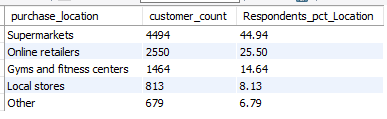 purchase_location customer_count Respondents_pct_Location
Supermarkets 4494 44.94
Online retailers 2550 25.50
Gyms and fitness centers 1464 14.64
Local stores 813 8.13
Other 679 6.79